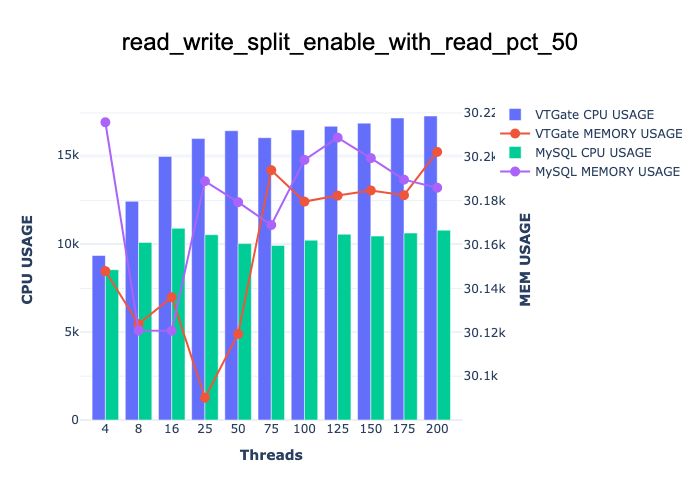 read_write_split_enable_with_read_pct_50
VTGate CPU USAGE
VTGate MEMORY USAGE
MySQL CPU USAGE
MySQL MEMORY USAGE
CPU USAGE
15k
10k
5k
0
30.22
30.2k
30.18k
30.16k
30.14k
30.12k
30.1k
MEM USAGE
4 8 16 25 50 75 100 125 150 175 200
Threads